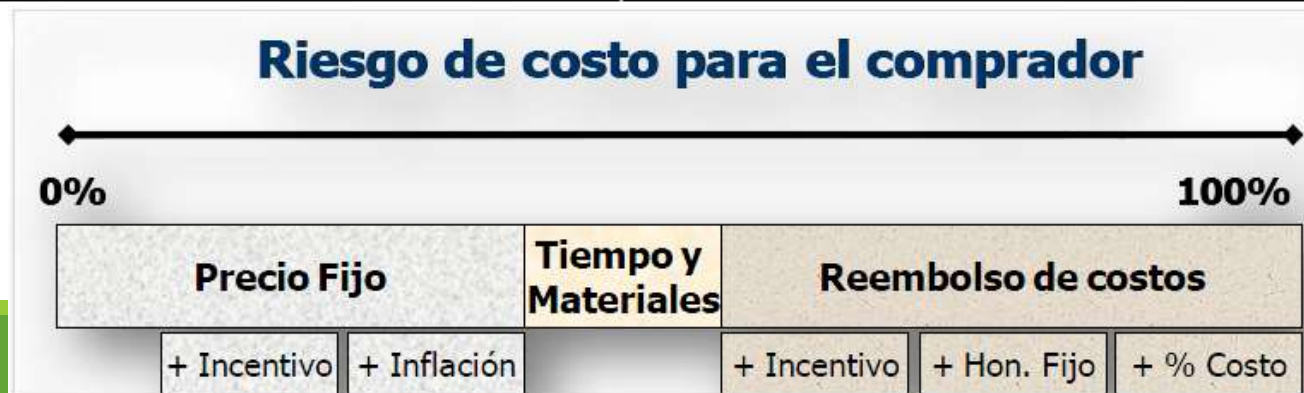 Riesgo de costo para el comprador
0% 100%
Precio Fijo
Tiempo y
Materiales
Reembolso de costos
+ Incentivo
+ Inflación
+ Incentivo
+ Hon. Fijo
+ % Costo